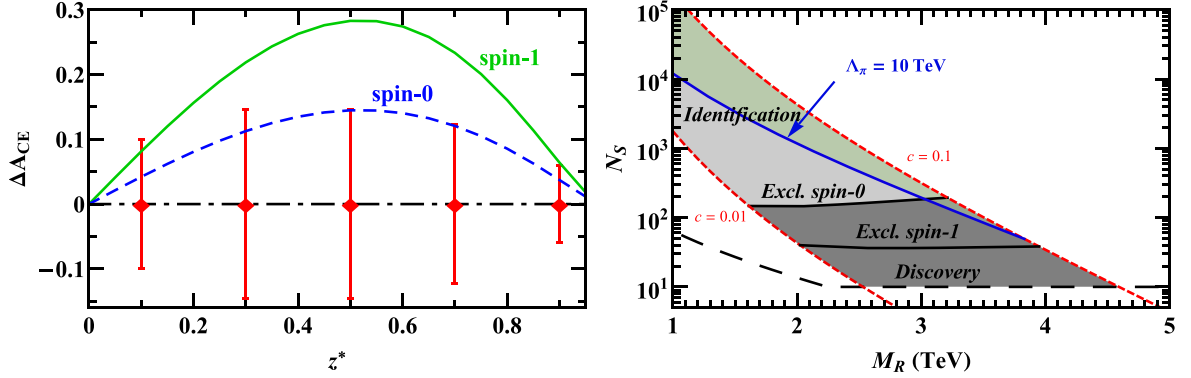 0.3
0.2
0.1
0
−0.1
ΔA_CE
spin-1
spin-0
0 0.2 0.4 0.6 0.8
z*
10^5
10^4
10^3
10^2
10^1
N_S
Λ_π = 10 TeV
Identification
c = 0.1
Excl. spin-0
c = 0.01
Excl. spin-1
Discovery
1 2 3 4 5
M_R (TeV)